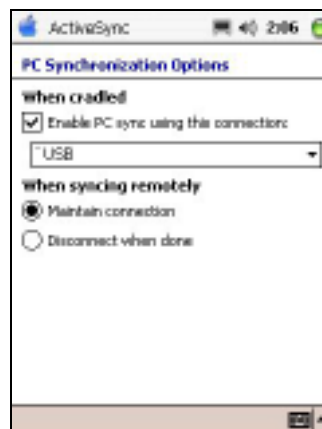 ActiveSync 2:06
PC Synchronization Options
When cradled
Enable PC sync using this connection:
`USB
When syncing remotely
Maintain connection
Disconnect when done